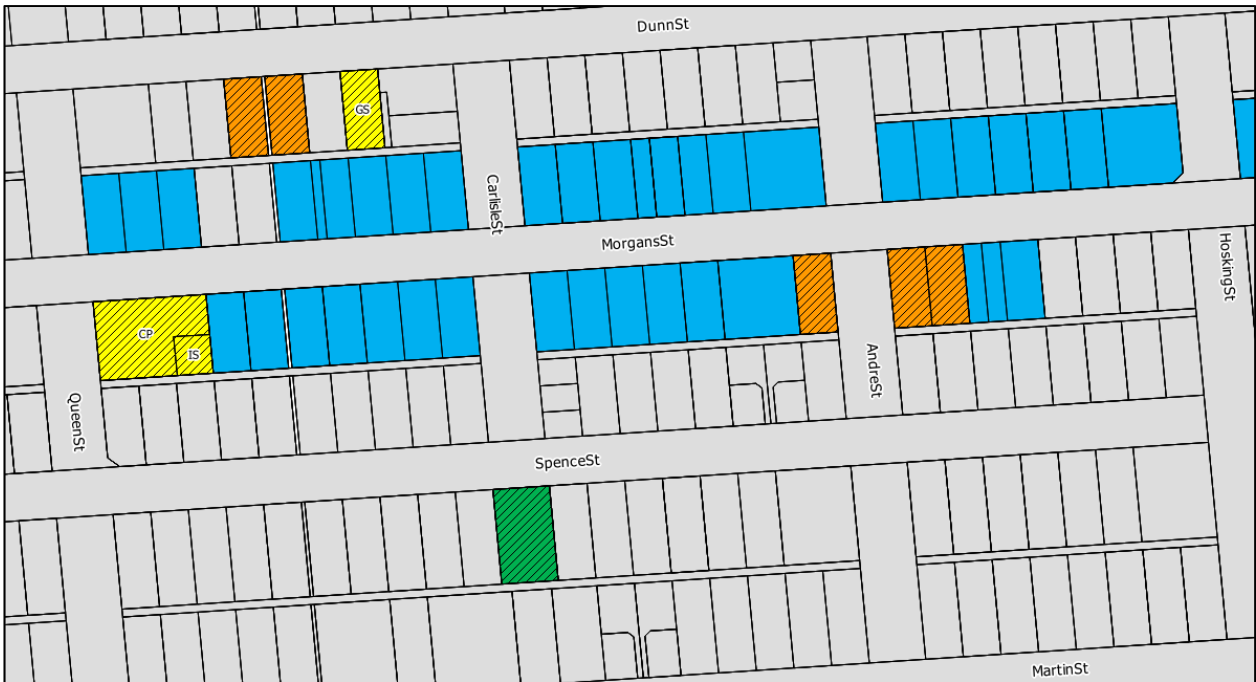 DunnSt
GS
CarlisleSt
MorgansSt
HoskingSt
CP
IS
AndreSt
QueenSt
SpenceSt
MartinSt